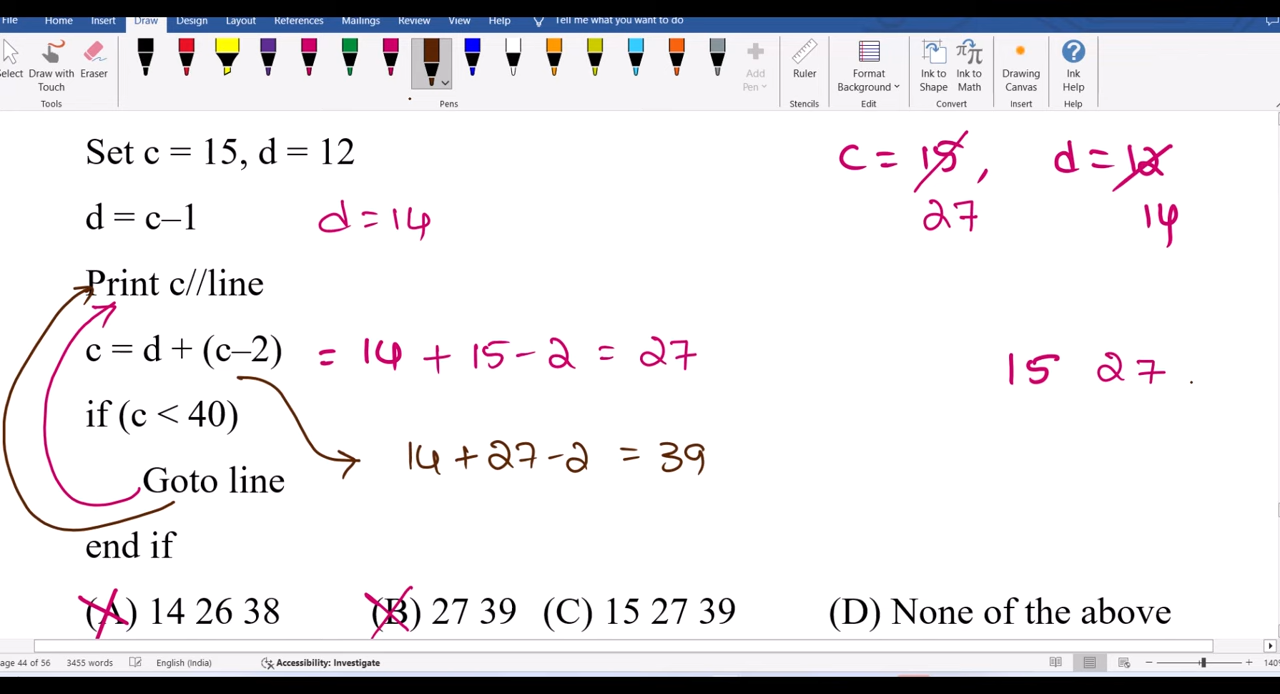 File Home Insert Draw Design Layout References Mailings Review View Help Tell me what you want to do
Select Draw with Touch Eraser Add Pen Ruler Format Background Ink to Shape Ink to Math Drawing Canvas Ink Help
Tools Pens Stencils Edit Convert Insert Help
Set c = 15, d = 12 c = 15, d = 12
d = c–1 d = 14 27 14
Print c//line
c = d + (c–2) = 14 + 15 - 2 = 27 15 27
if (c < 40)
14 + 27 - 2 = 39
Goto line
end if
(A) 14 26 38 (B) 27 39 (C) 15 27 39 (D) None of the above
age 44 of 56 3455 words English (India) Accessibility: Investigate 140%